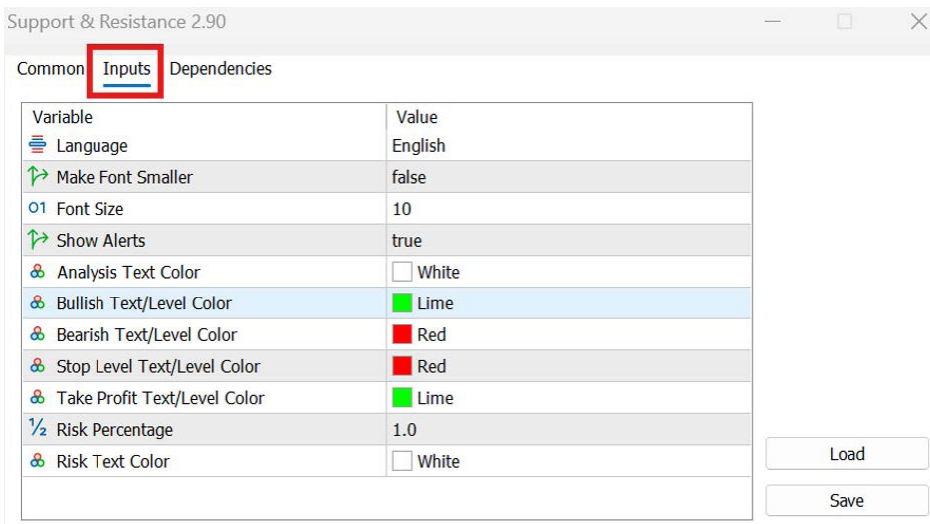 Support & Resistance 2.90
Common Inputs Dependencies
Variable Value
Language English
Make Font Smaller false
01 Font Size 10
Show Alerts true
Analysis Text Color White
Bullish Text/Level Color Lime
Bearish Text/Level Color Red
Stop Level Text/Level Color Red
Take Profit Text/Level Color Lime
½ Risk Percentage 1.0
Risk Text Color White
Load
Save